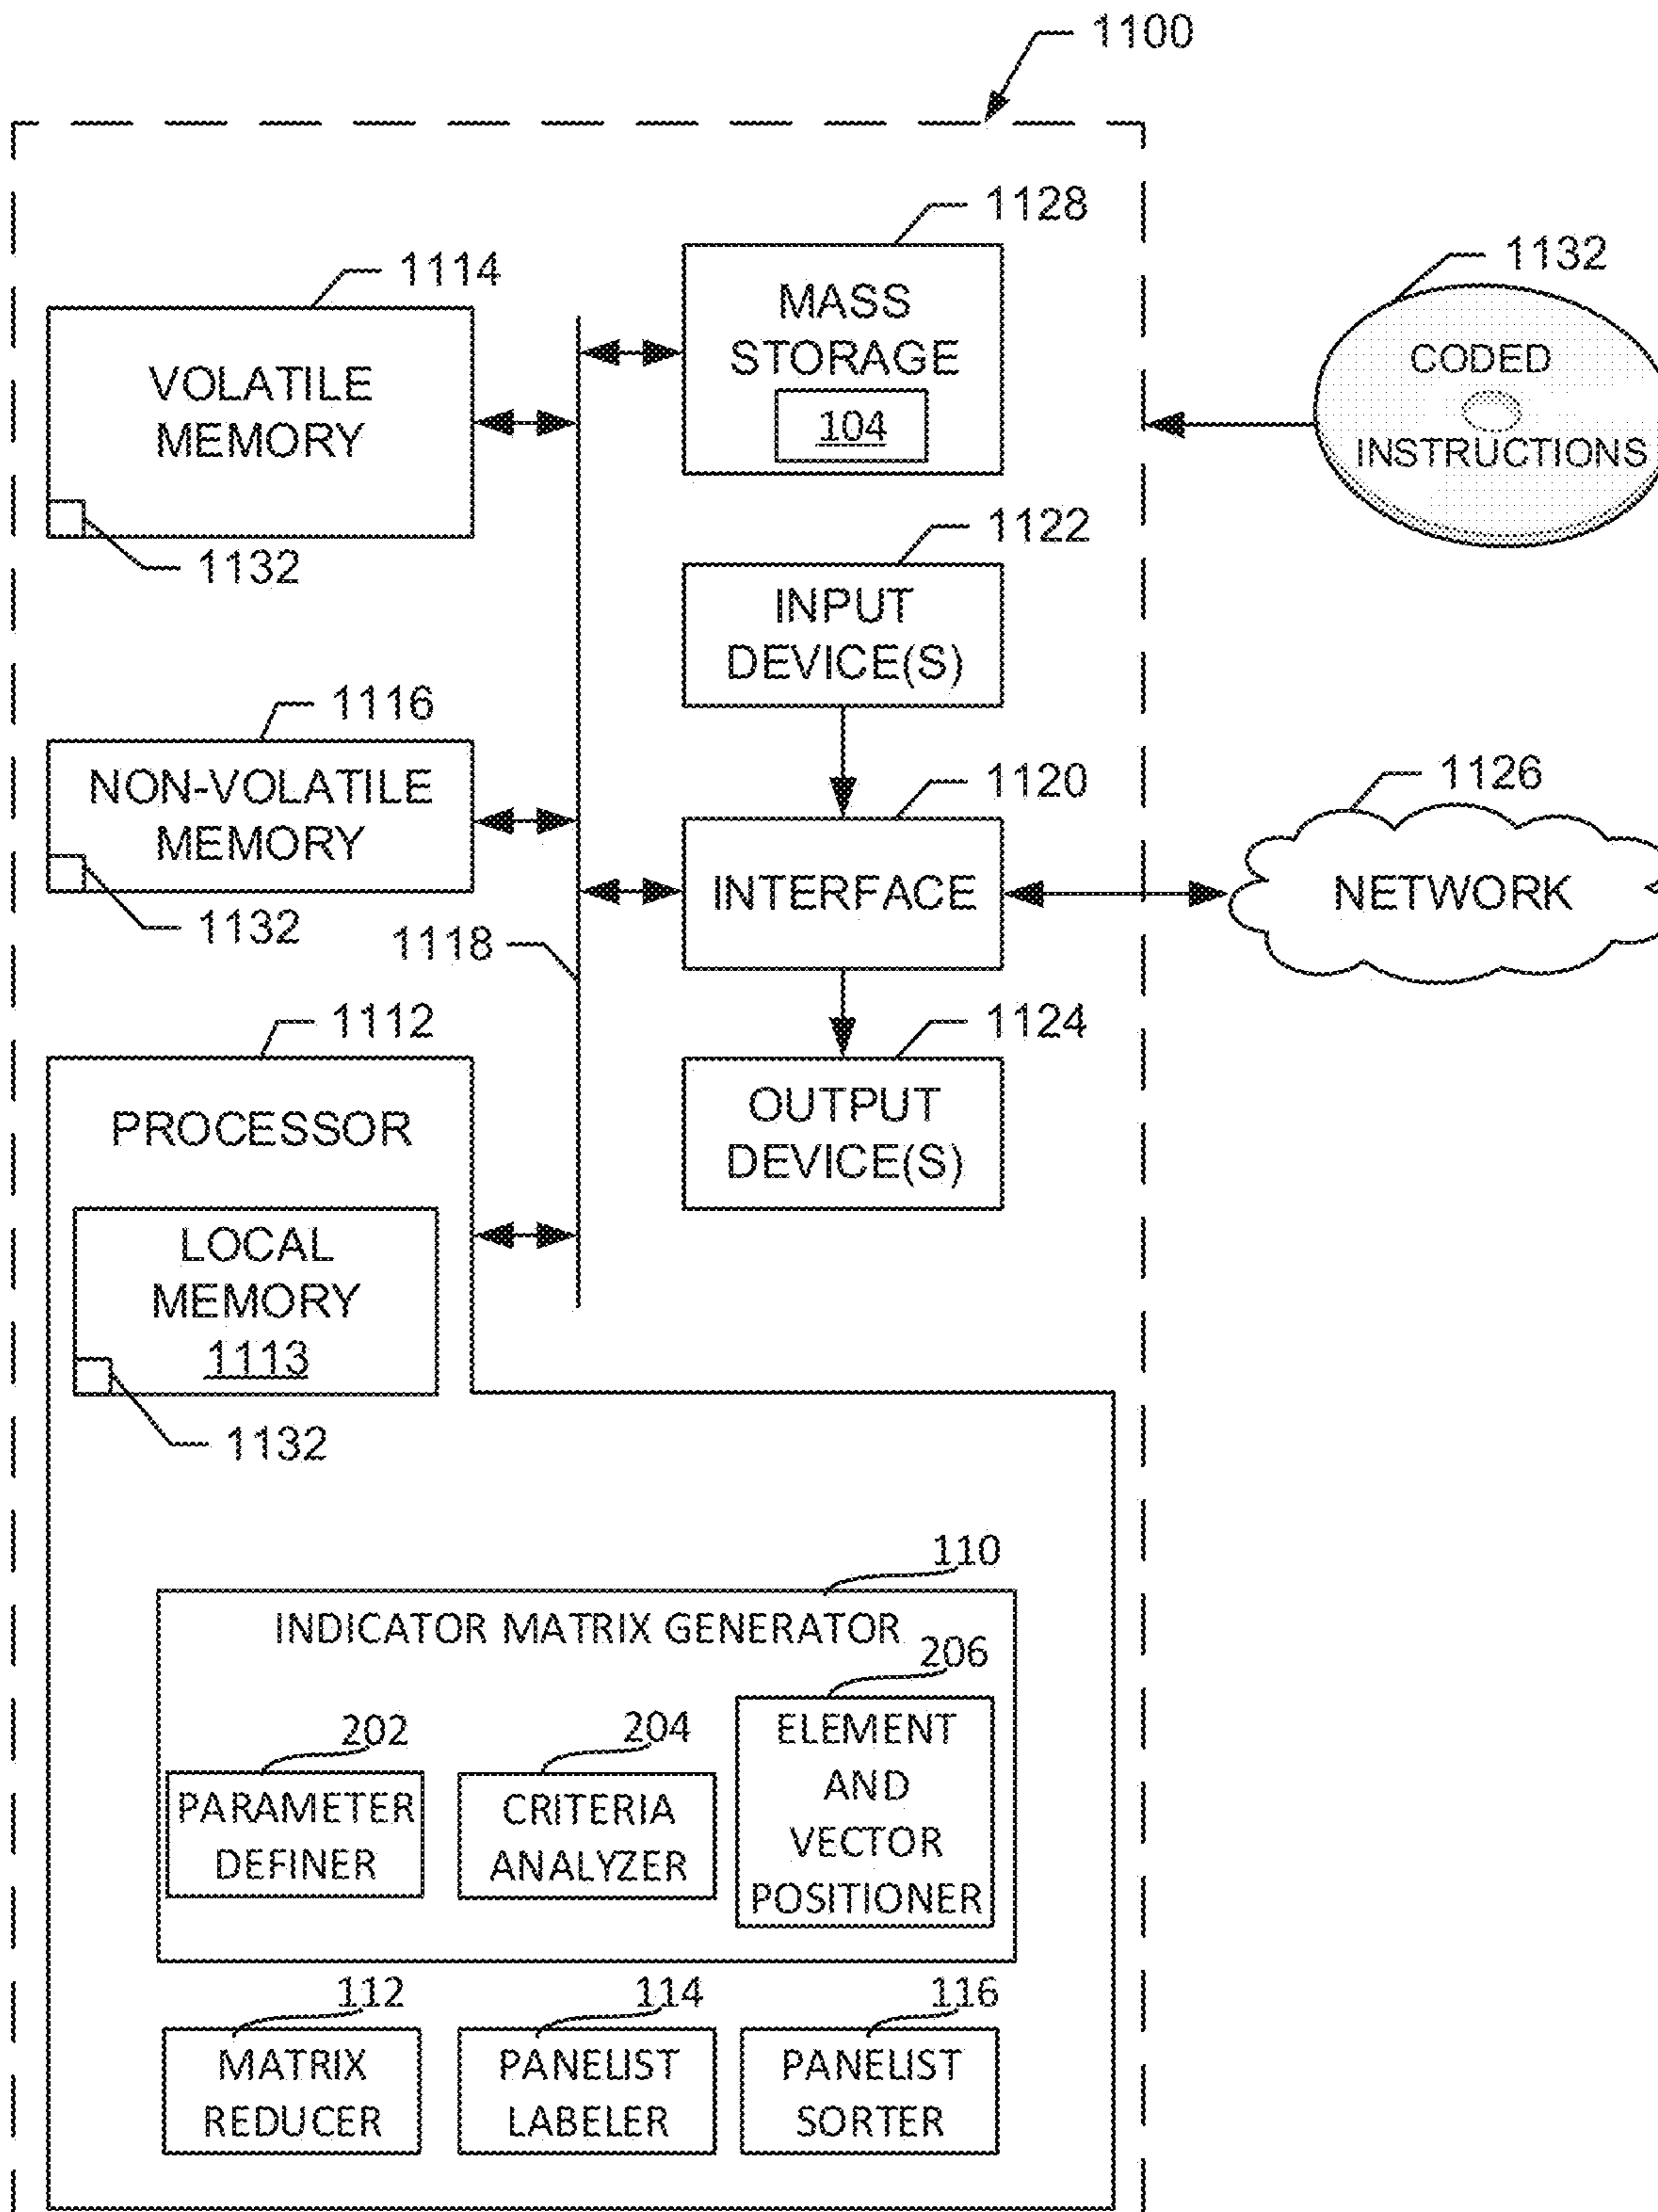 1100
1128
MASS
STORAGE
104
1114
VOLATILE
MEMORY
1132
1132
CODED
INSTRUCTIONS
1122
INPUT
DEVICE(S)
1116
NON-VOLATILE
MEMORY
1132
1118
1120
INTERFACE
1126
NETWORK
1124
OUTPUT
DEVICE(S)
1112
PROCESSOR
LOCAL
MEMORY
1113
1132
110
INDICATOR MATRIX GENERATOR
202
PARAMETER
DEFINER
204
CRITERIA
ANALYZER
206
ELEMENT
AND
VECTOR
POSITIONER
112
MATRIX
REDUCER
114
PANELIST
LABELER
116
PANELIST
SORTER